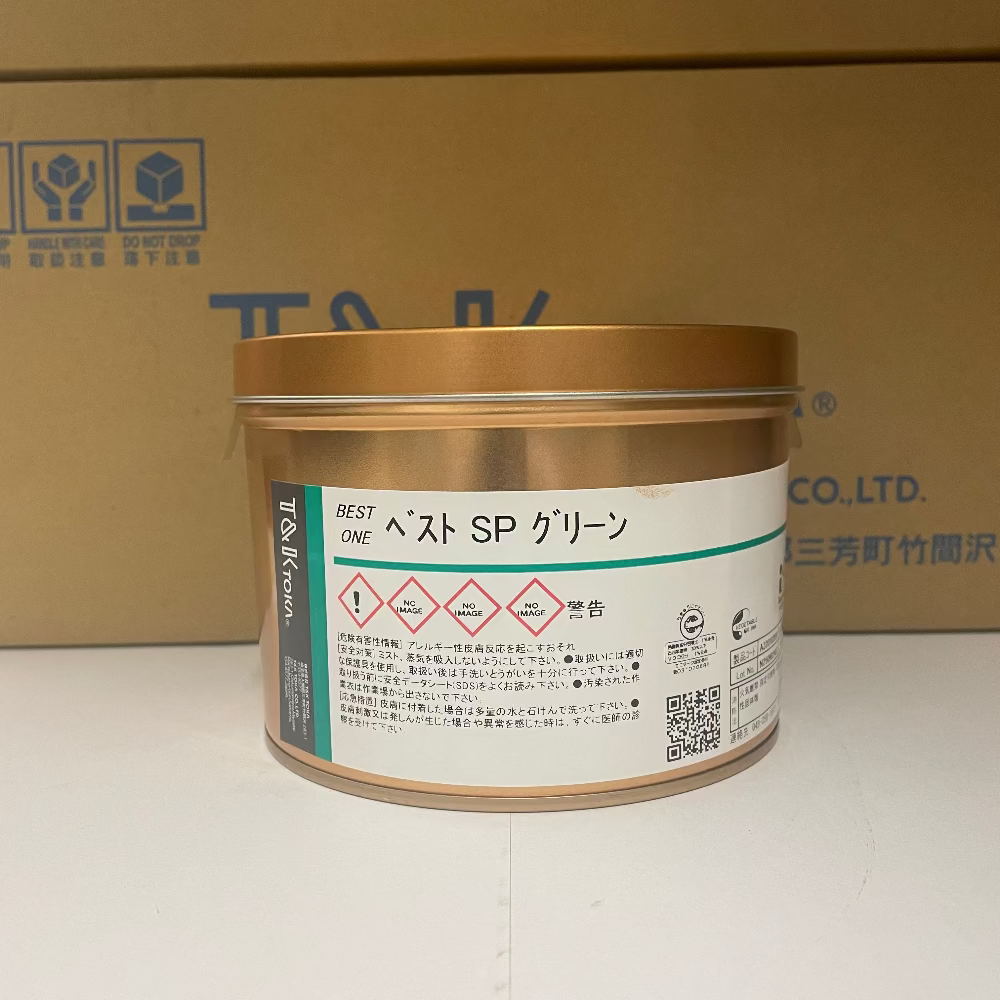 HANDLE WITH CARE
取扱注意
DO NOT DROP
落下注意
T&K
®
CO.,LTD.
三芳町竹間沢
T&K TOKA®
BEST
ONE
ベスト SP グリーン
!
NO
IMAGE
NO
IMAGE
NO
IMAGE
警告
[危険有害性情報] アレルギー性皮膚反応を起こすおそれ
[安全対策] ミスト、蒸気を吸入しないようにして下さい。●取扱いには適切
な保護具を使用し、取扱い後は手洗いとうがいを十分に行って下さい。●
取り扱う前に安全データシート(SDS)をよくお読み下さい。●汚染された作
業衣は作業場から出さないで下さい。
[応急措置] 皮膚に付着した場合は多量の水と石けんで洗って下さい。●
皮膚刺激又は発しんが生じた場合や異常を感じた時は、すぐに医師の診
察を受けて下さい
VEGETABLE
製品コード
Lot No.
連絡先